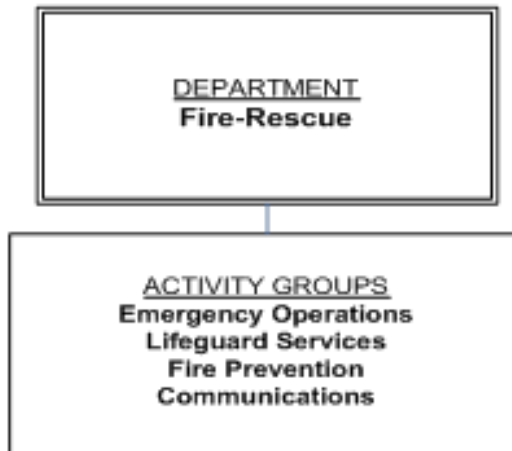 DEPARTMENT
Fire-Rescue
ACTIVITY GROUPS
Emergency Operations
Lifeguard Services
Fire Prevention
Communications